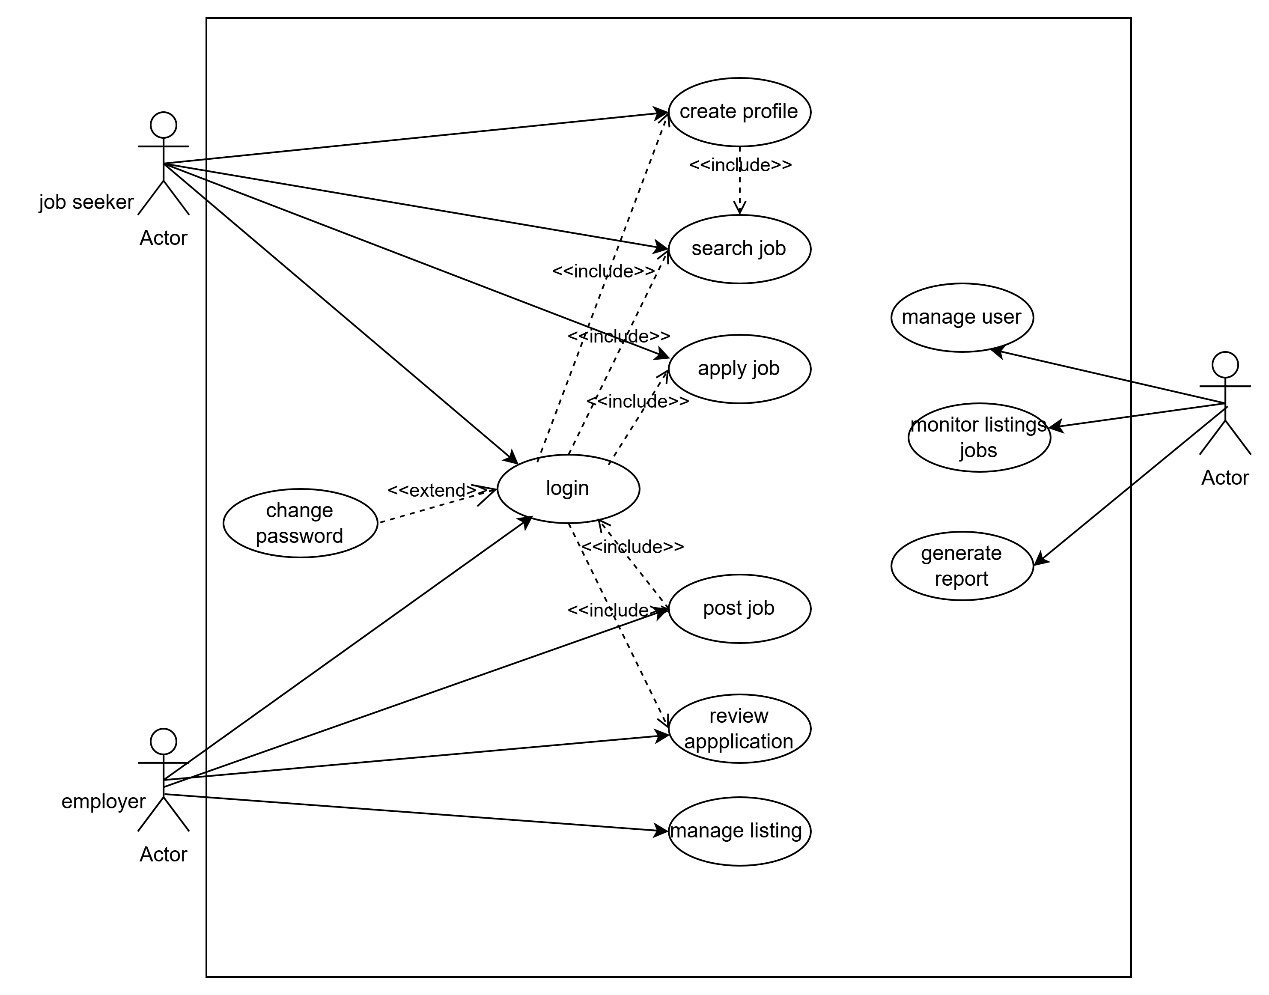 create profile
<<include>>
job seeker
Actor
search job
<<include>>
manage user
<<include>>
apply job
<<include>>
monitor listings
jobs
Actor
login
<<extend>>
change
password
<<include>>
generate
report
<<include>>
post job
review
appplication
employer
manage listing
Actor